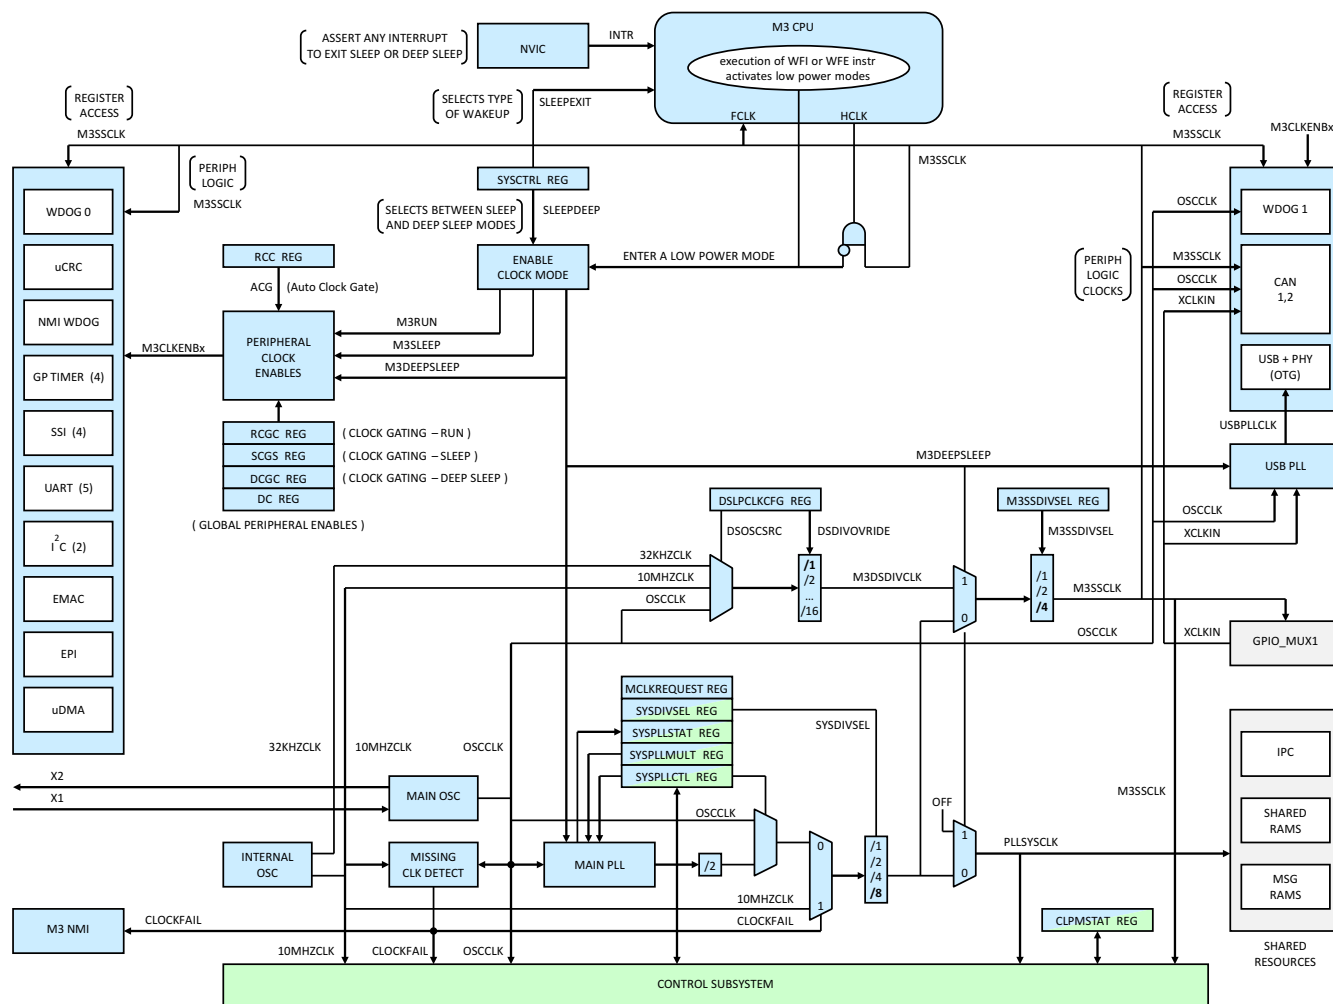 ASSERT ANY INTERRUPT
TO EXIT SLEEP OR DEEP SLEEP
NVIC
INTR
M3 CPU
execution of WFI or WFE instr
activates low power modes
REGISTER
ACCESS
SELECTS TYPE
OF WAKEUP
SLEEPEXIT
FCLK
HCLK
REGISTER
ACCESS
M3SSCLK
M3SSCLK
M3CLKENBx
M3SSCLK
PERIPH
LOGIC
M3SSCLK
SYSCTRL REG
SELECTS BETWEEN SLEEP
AND DEEP SLEEP MODES
SLEEPDEEP
WDOG 0
uCRC
NMI WDOG
GP TIMER (4)
SSI (4)
UART (5)
I2C (2)
EMAC
EPI
uDMA
RCC REG
ACG
(Auto Clock Gate)
ENABLE
CLOCK MODE
ENTER A LOW POWER MODE
M3CLKENBx
PERIPHERAL
CLOCK
ENABLES
M3RUN
M3SLEEP
M3DEEPSLEEP
RCGC REG
( CLOCK GATING – RUN )
SCGS REG
( CLOCK GATING – SLEEP )
DCGC REG
( CLOCK GATING – DEEP SLEEP )
DC REG
( GLOBAL PERIPHERAL ENABLES )
OSCCLK
WDOG 1
PERIPH
LOGIC
CLOCKS
M3SSCLK
OSCCLK
XCLKIN
CAN
1,2
USB + PHY
(OTG)
USBPLLCLK
M3DEEPSLEEP
USB PLL
OSCCLK
XCLKIN
DSLPCLKCFG REG
M3SSDIVSEL REG
DSOSCSRC
DSDIVOVRIDE
M3SSDIVSEL
32KHZCLK
10MHZCLK
OSCCLK
/1
/2
...
/16
M3DSDIVCLK
1
0
/1
/2
/4
M3SSCLK
OSCCLK
XCLKIN
GPIO_MUX1
MCLKREQUEST REG
SYSDIVSEL REG
SYSPLLSTAT REG
SYSPLLMULT REG
SYSPLLCTL REG
SYSDIVSEL
32KHZCLK
10MHZCLK
OSCCLK
X2
X1
MAIN OSC
OSCCLK
OFF
M3SSCLK
IPC
SHARED
RAMS
MSG
RAMS
SHARED
RESOURCES
INTERNAL
OSC
MISSING
CLK DETECT
MAIN PLL
/2
0
1
/1
/2
/4
/8
1
0
PLLSYSCLK
10MHZCLK
CLOCKFAIL
M3 NMI
CLOCKFAIL
CLPMSTAT REG
10MHZCLK
CLOCKFAIL
OSCCLK
CONTROL SUBSYSTEM